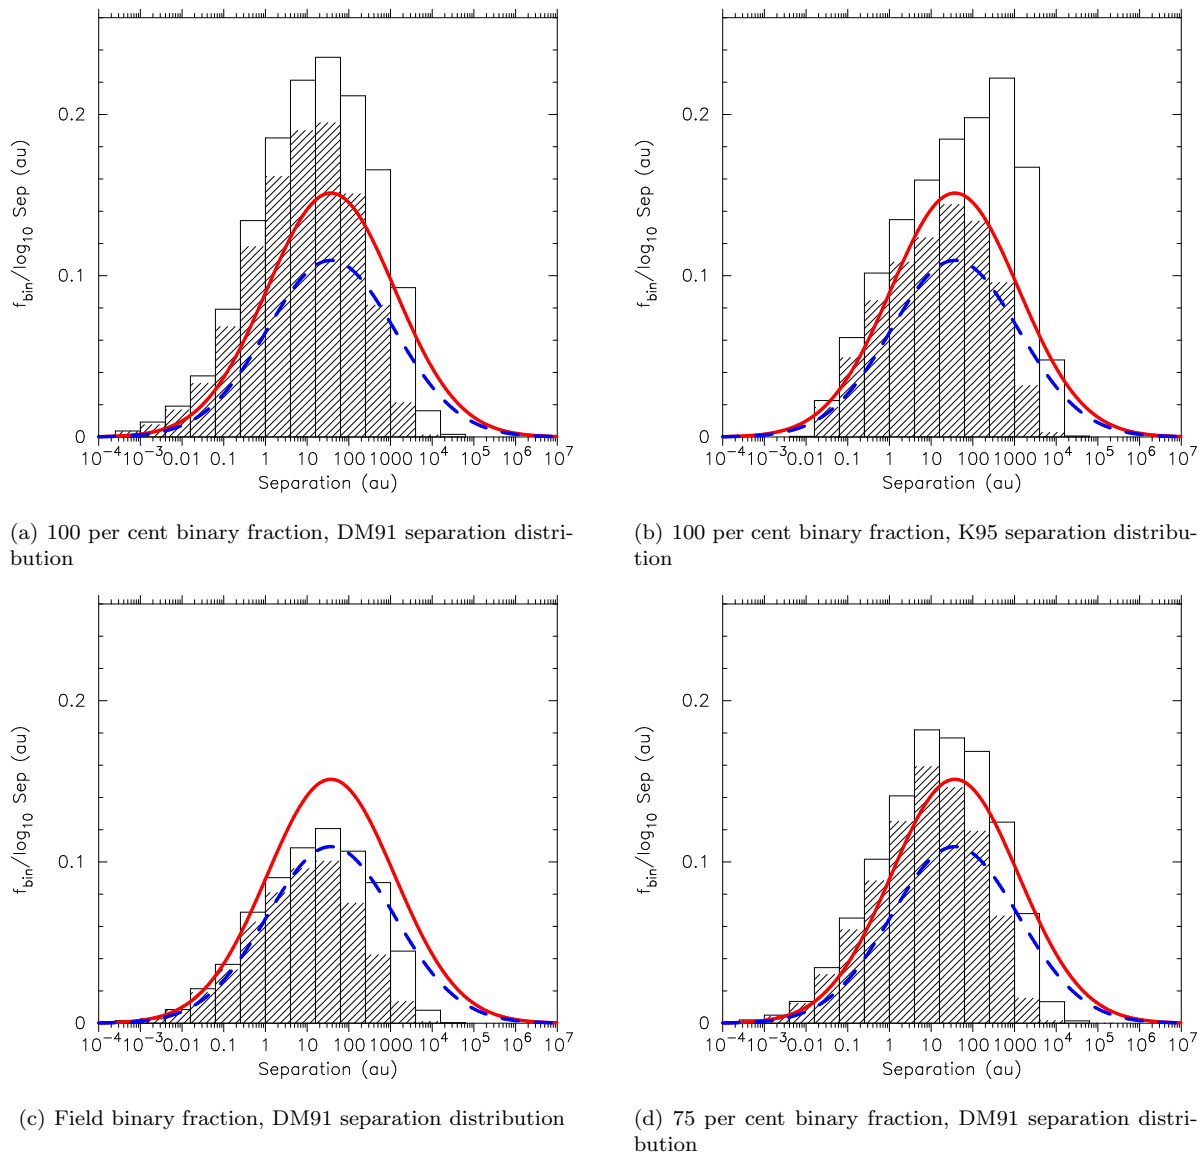 0.2
0.1
0
f_bin/log_10 Sep (au)
10^−4 10^−3 0.01 0.1 1 10 100 1000 10^4 10^5 10^6 10^7
Separation (au)
(a) 100 per cent binary fraction, DM91 separation distri-
bution
0.2
0.1
0
f_bin/log_10 Sep (au)
10^−4 10^−3 0.01 0.1 1 10 100 1000 10^4 10^5 10^6 10^7
Separation (au)
(b) 100 per cent binary fraction, K95 separation distribu-
tion
0.2
0.1
0
f_bin/log_10 Sep (au)
10^−4 10^−3 0.01 0.1 1 10 100 1000 10^4 10^5 10^6 10^7
Separation (au)
(c) Field binary fraction, DM91 separation distribution
0.2
0.1
0
f_bin/log_10 Sep (au)
10^−4 10^−3 0.01 0.1 1 10 100 1000 10^4 10^5 10^6 10^7
Separation (au)
(d) 75 per cent binary fraction, DM91 separation distri-
bution